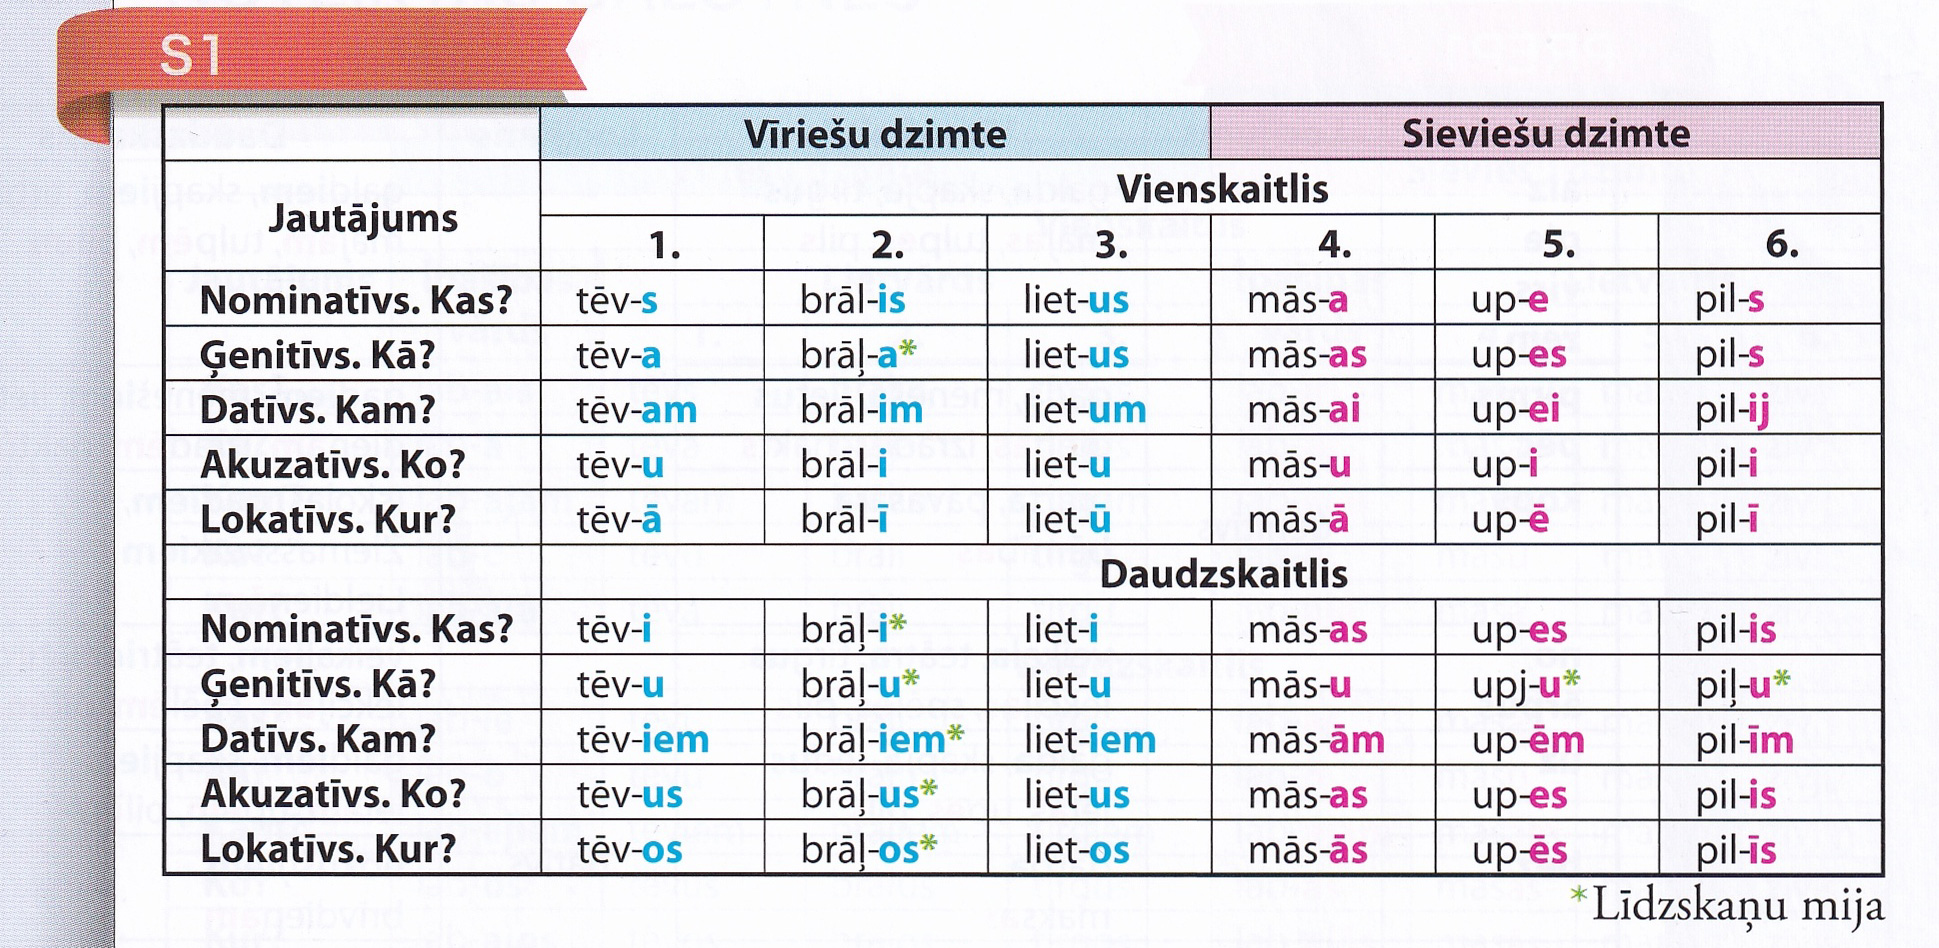 S1
Vīriešu dzimte Sieviešu dzimte
Jautājums Vienskaitlis
1. 2. 3. 4. 5. 6.
Nominatīvs. Kas? tēv-s brāl-is liet-us mās-a up-e pil-s
Ģenitīvs. Kā? tēv-a brāļ-a* liet-us mās-as up-es pil-s
Datīvs. Kam? tēv-am brāl-im liet-um mās-ai up-ei pil-ij
Akuzatīvs. Ko? tēv-u brāl-i liet-u mās-u up-i pil-i
Lokatīvs. Kur? tēv-ā brāl-ī liet-ū mās-ā up-ē pil-ī
Daudzskaitlis
Nominatīvs. Kas? tēv-i brāļ-i* liet-i mās-as up-es pil-is
Ģenitīvs. Kā? tēv-u brāļ-u* liet-u mās-u upj-u* piļ-u*
Datīvs. Kam? tēv-iem brāļ-iem* liet-iem mās-ām up-ēm pil-īm
Akuzatīvs. Ko? tēv-us brāļ-us* liet-us mās-as up-es pil-is
Lokatīvs. Kur? tēv-os brāļ-os* liet-os mās-ās up-ēs pil-īs
*Līdzskaņu mija